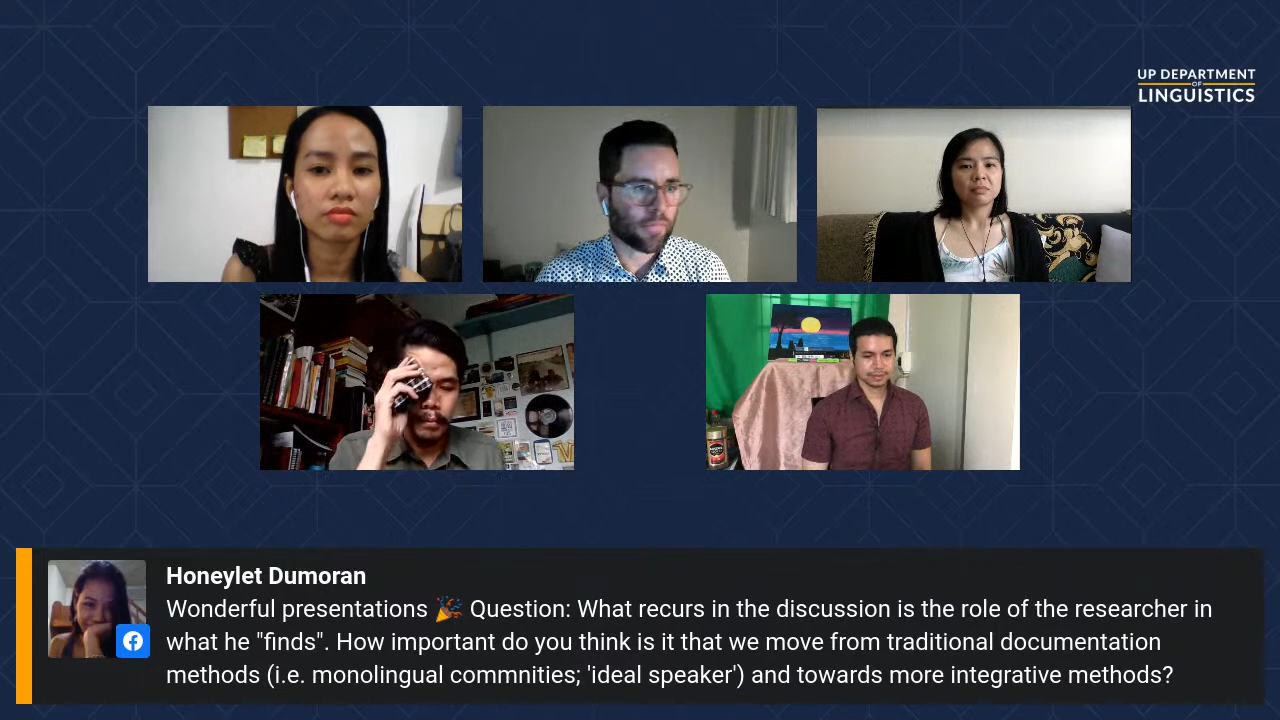 UP DEPARTMENT
OF
LINGUISTICS
Honeylet Dumoran
Wonderful presentations 🎉 Question: What recurs in the discussion is the role of the researcher in
what he "finds". How important do you think is it that we move from traditional documentation
methods (i.e. monolingual commnities; 'ideal speaker') and towards more integrative methods?